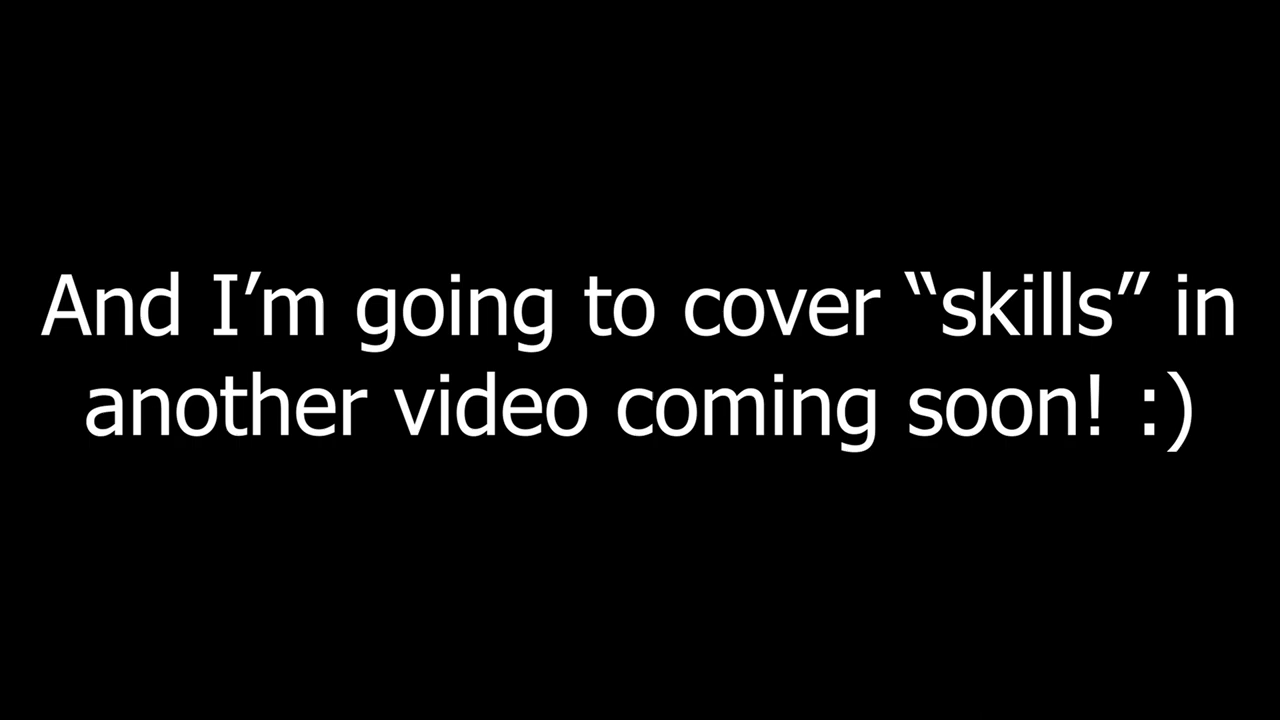 And I’m going to cover “skills” in
another video coming soon! :)